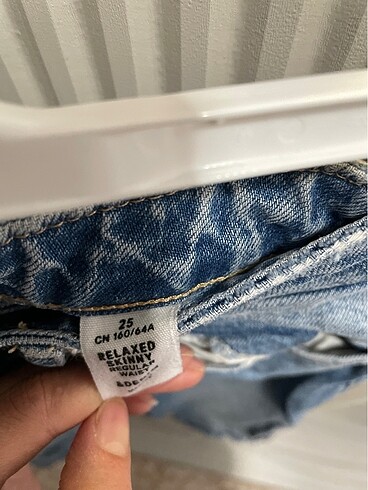 25
CN 160/64A
RELAXED
SKINNY
REGULAR
WAIST
&DENIM